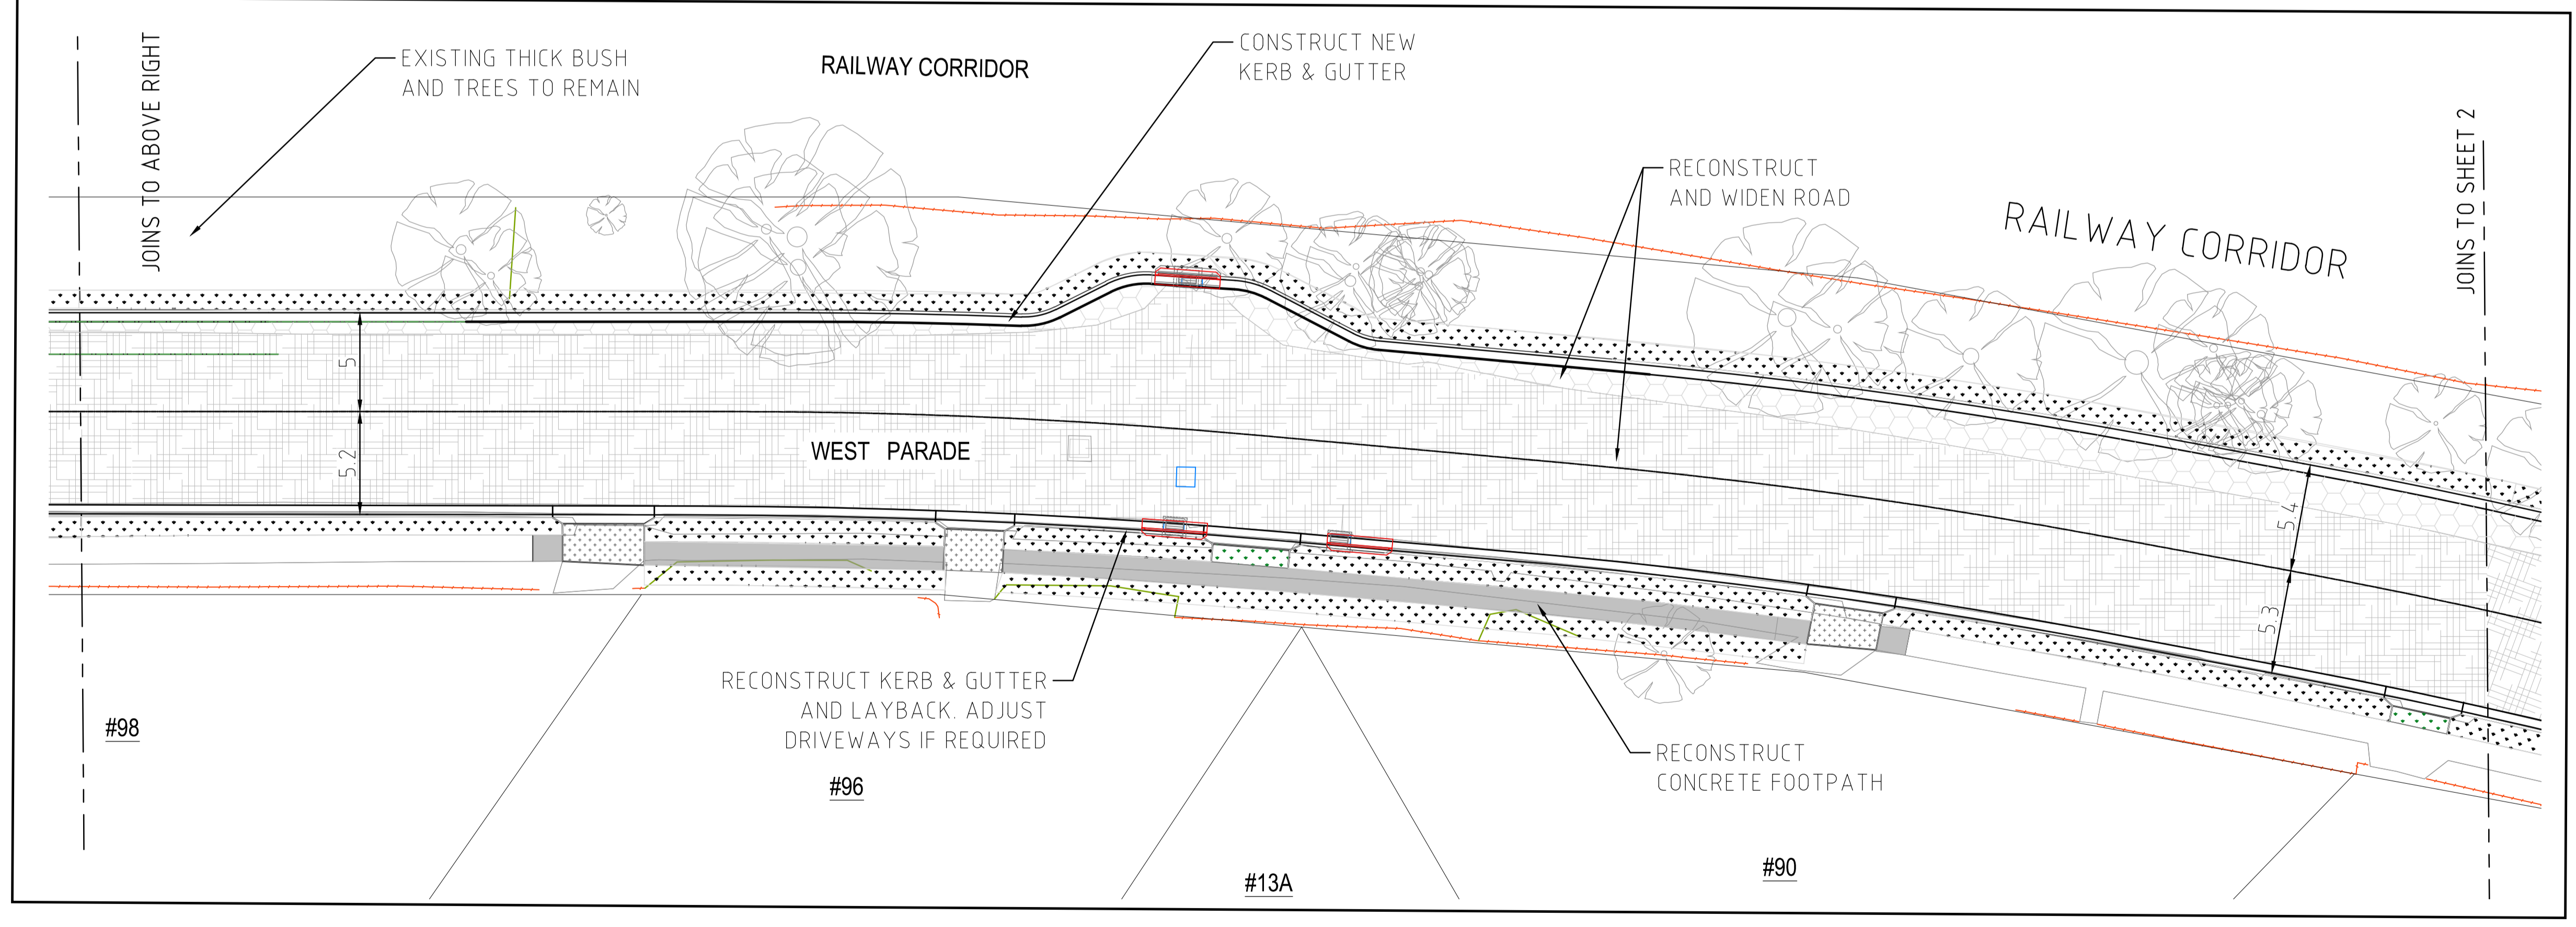 JOINS TO ABOVE RIGHT
EXISTING THICK BUSH
AND TREES TO REMAIN
RAILWAY CORRIDOR
CONSTRUCT NEW
KERB & GUTTER
RECONSTRUCT
AND WIDEN ROAD
RAILWAY CORRIDOR
JOINS TO SHEET 2
5
5.2
WEST PARADE
5.4
5.3
RECONSTRUCT KERB & GUTTER
AND LAYBACK. ADJUST
DRIVEWAYS IF REQUIRED
RECONSTRUCT
CONCRETE FOOTPATH
#98
#96
#13A
#90